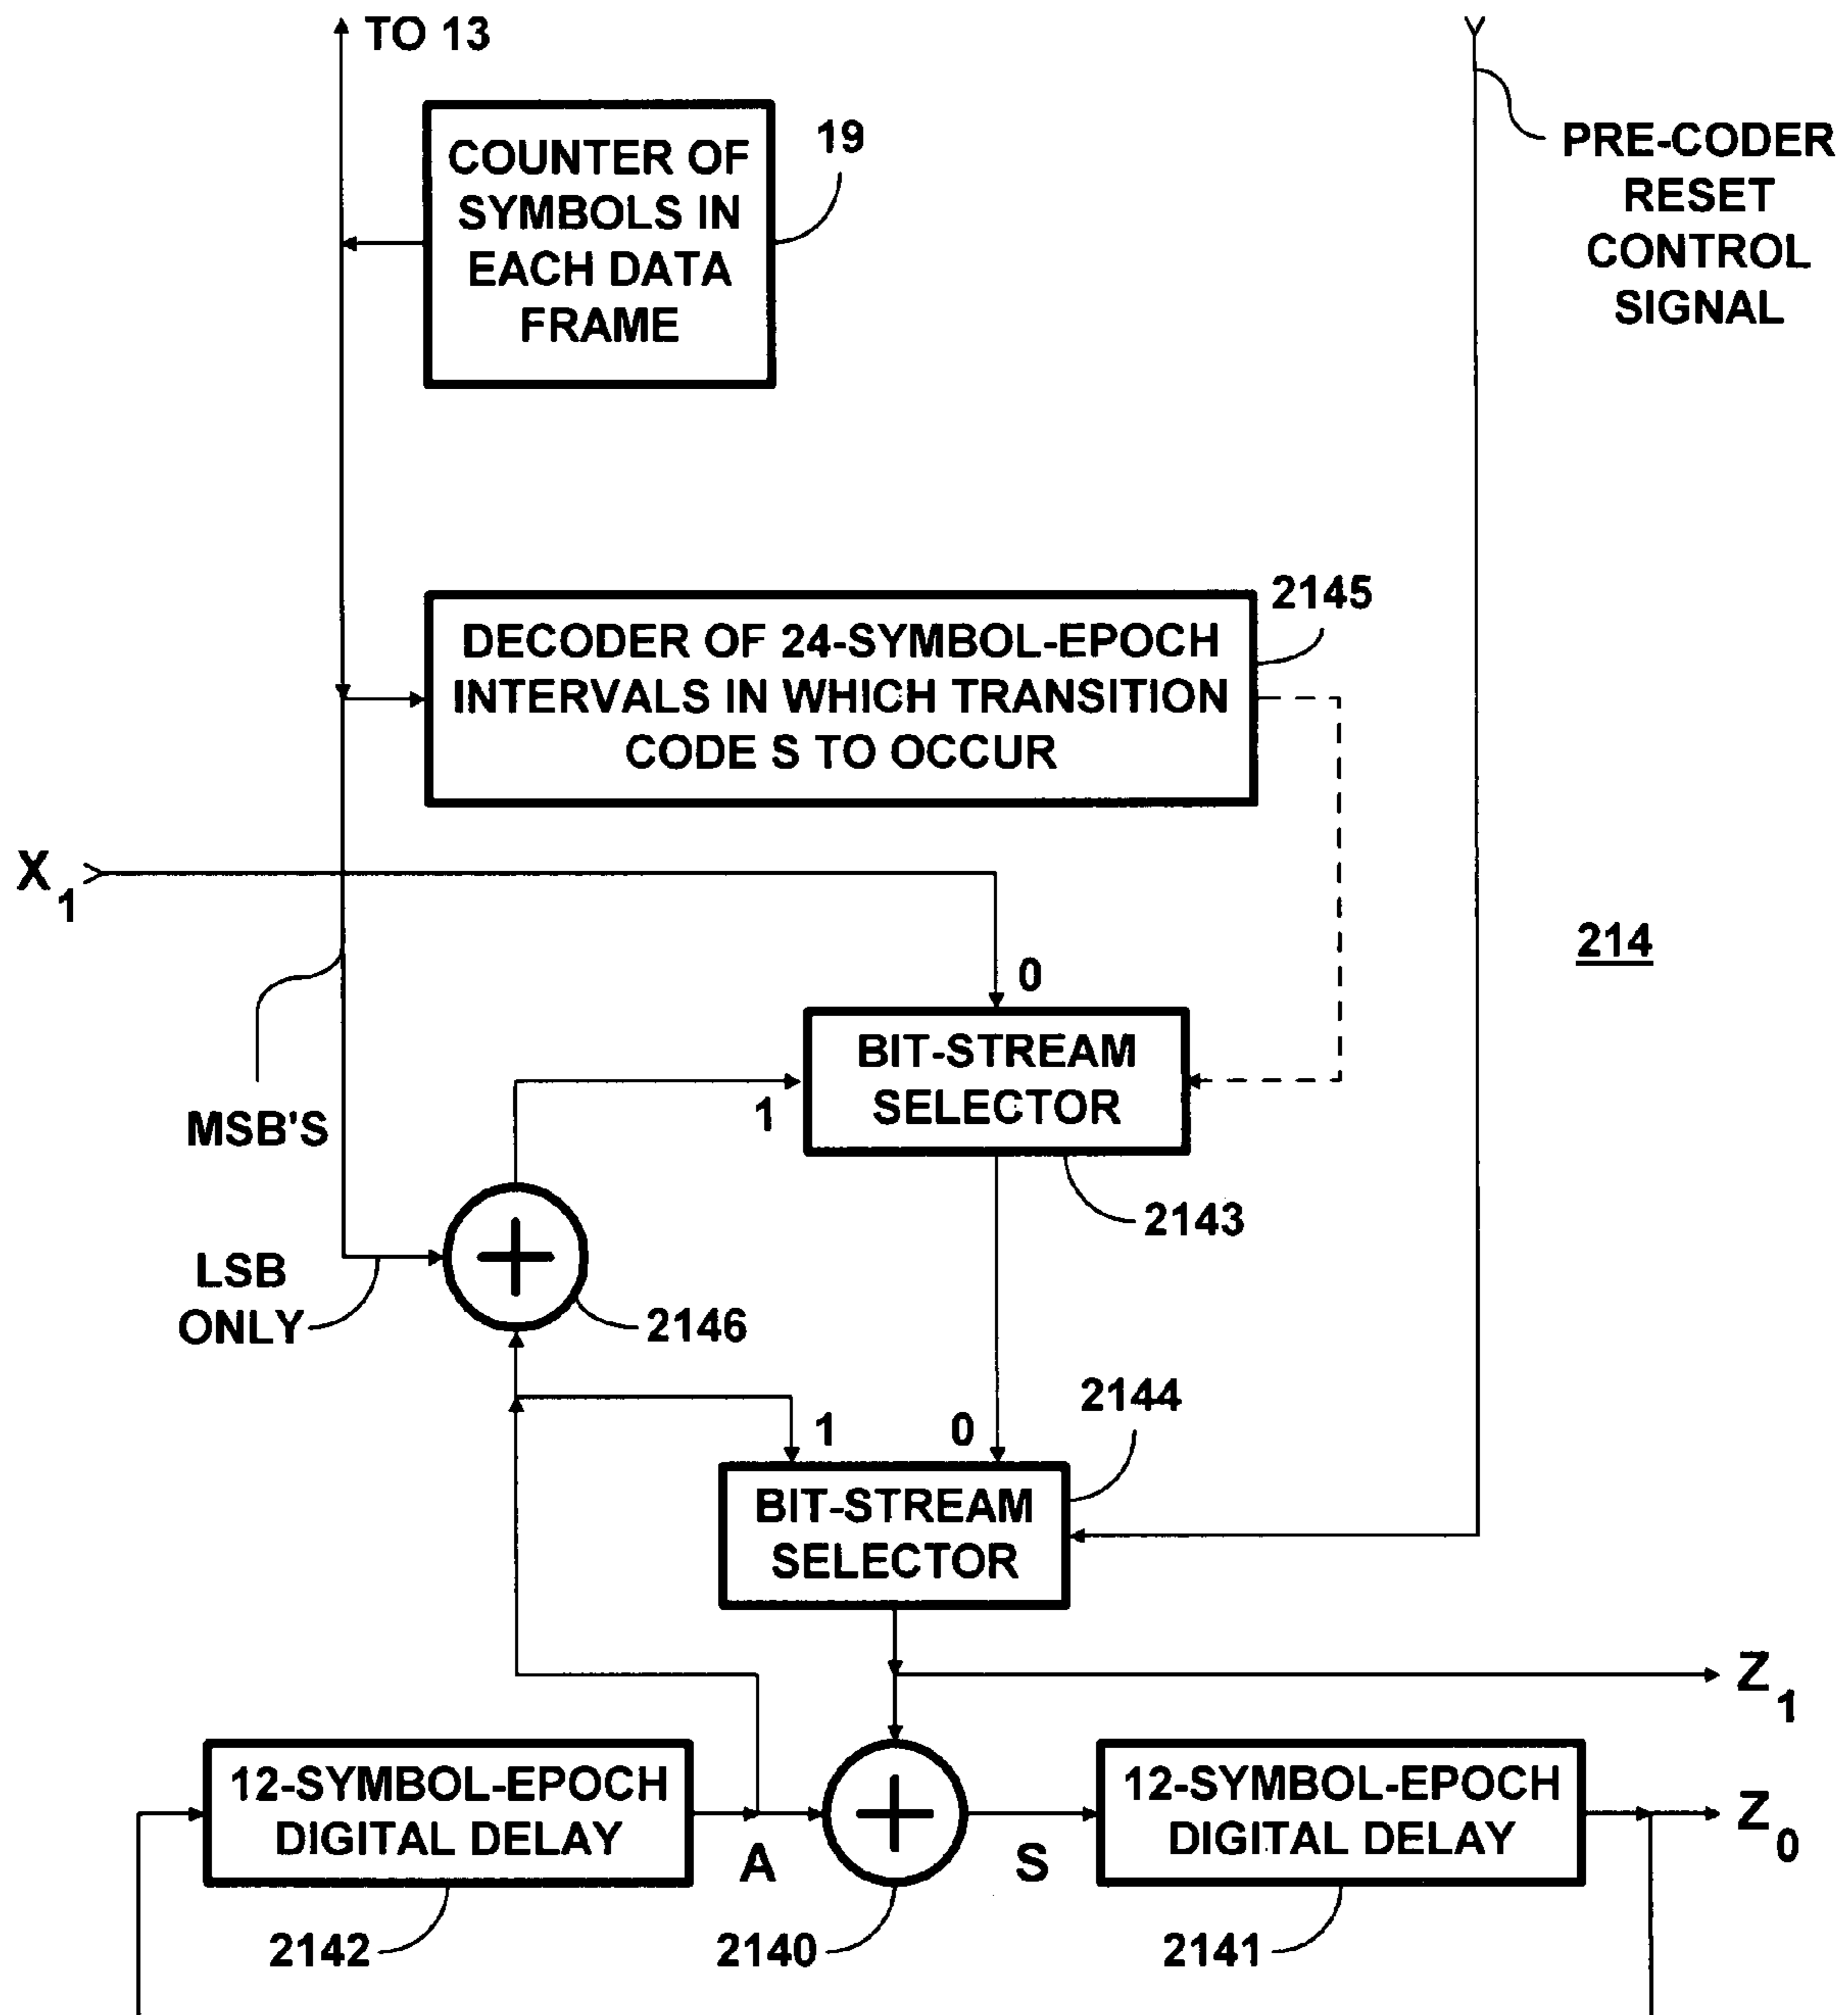 TO 13
COUNTER OF
SYMBOLS IN
EACH DATA
FRAME
19
PRE-CODER
RESET
CONTROL
SIGNAL
2145
DECODER OF 24-SYMBOL-EPOCH
INTERVALS IN WHICH TRANSITION
CODE S TO OCCUR
X1
214
0
BIT-STREAM
SELECTOR
1
MSB'S
2143
LSB
ONLY
2146
2144
1
0
BIT-STREAM
SELECTOR
Z1
12-SYMBOL-EPOCH
DIGITAL DELAY
A
S
12-SYMBOL-EPOCH
DIGITAL DELAY
Z0
2142
2140
2141